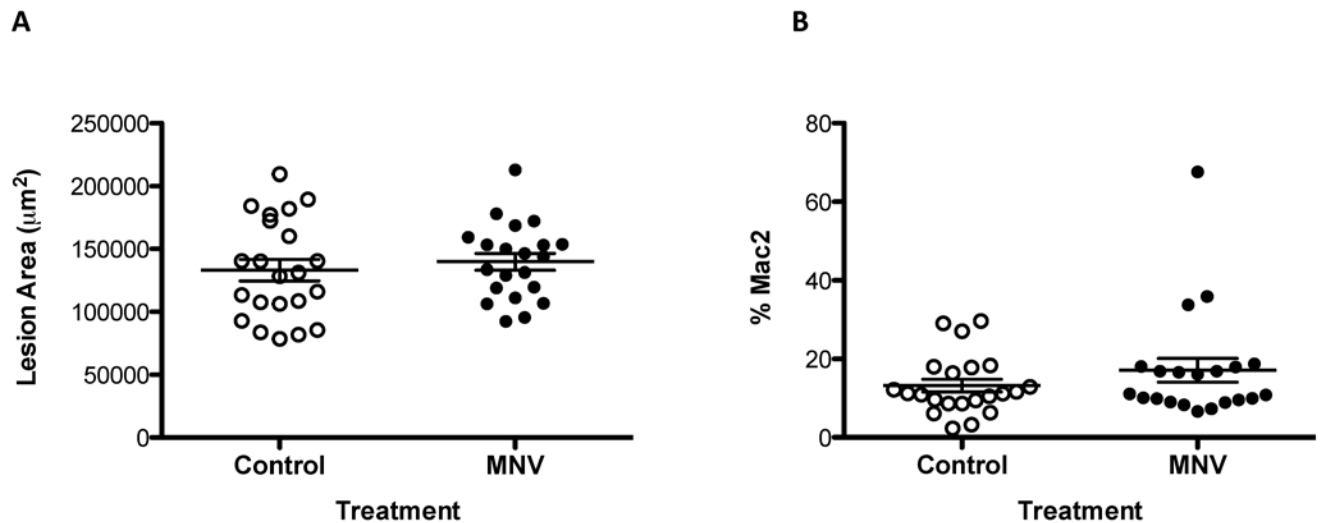 A
Lesion Area (μm²)
250000
200000
150000
100000
50000
0
Control
MNV
Treatment
B
% Mac2
80
60
40
20
0
Control
MNV
Treatment